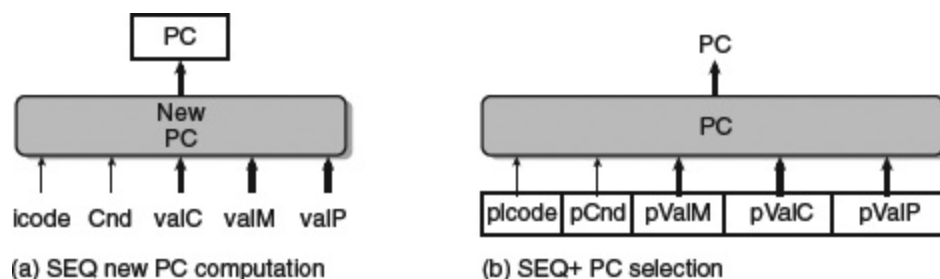 PC
New
PC
icode Cnd valC valM valP
(a) SEQ new PC computation
PC
PC
pIcode pCnd pValM pValC pValP
(b) SEQ+ PC selection